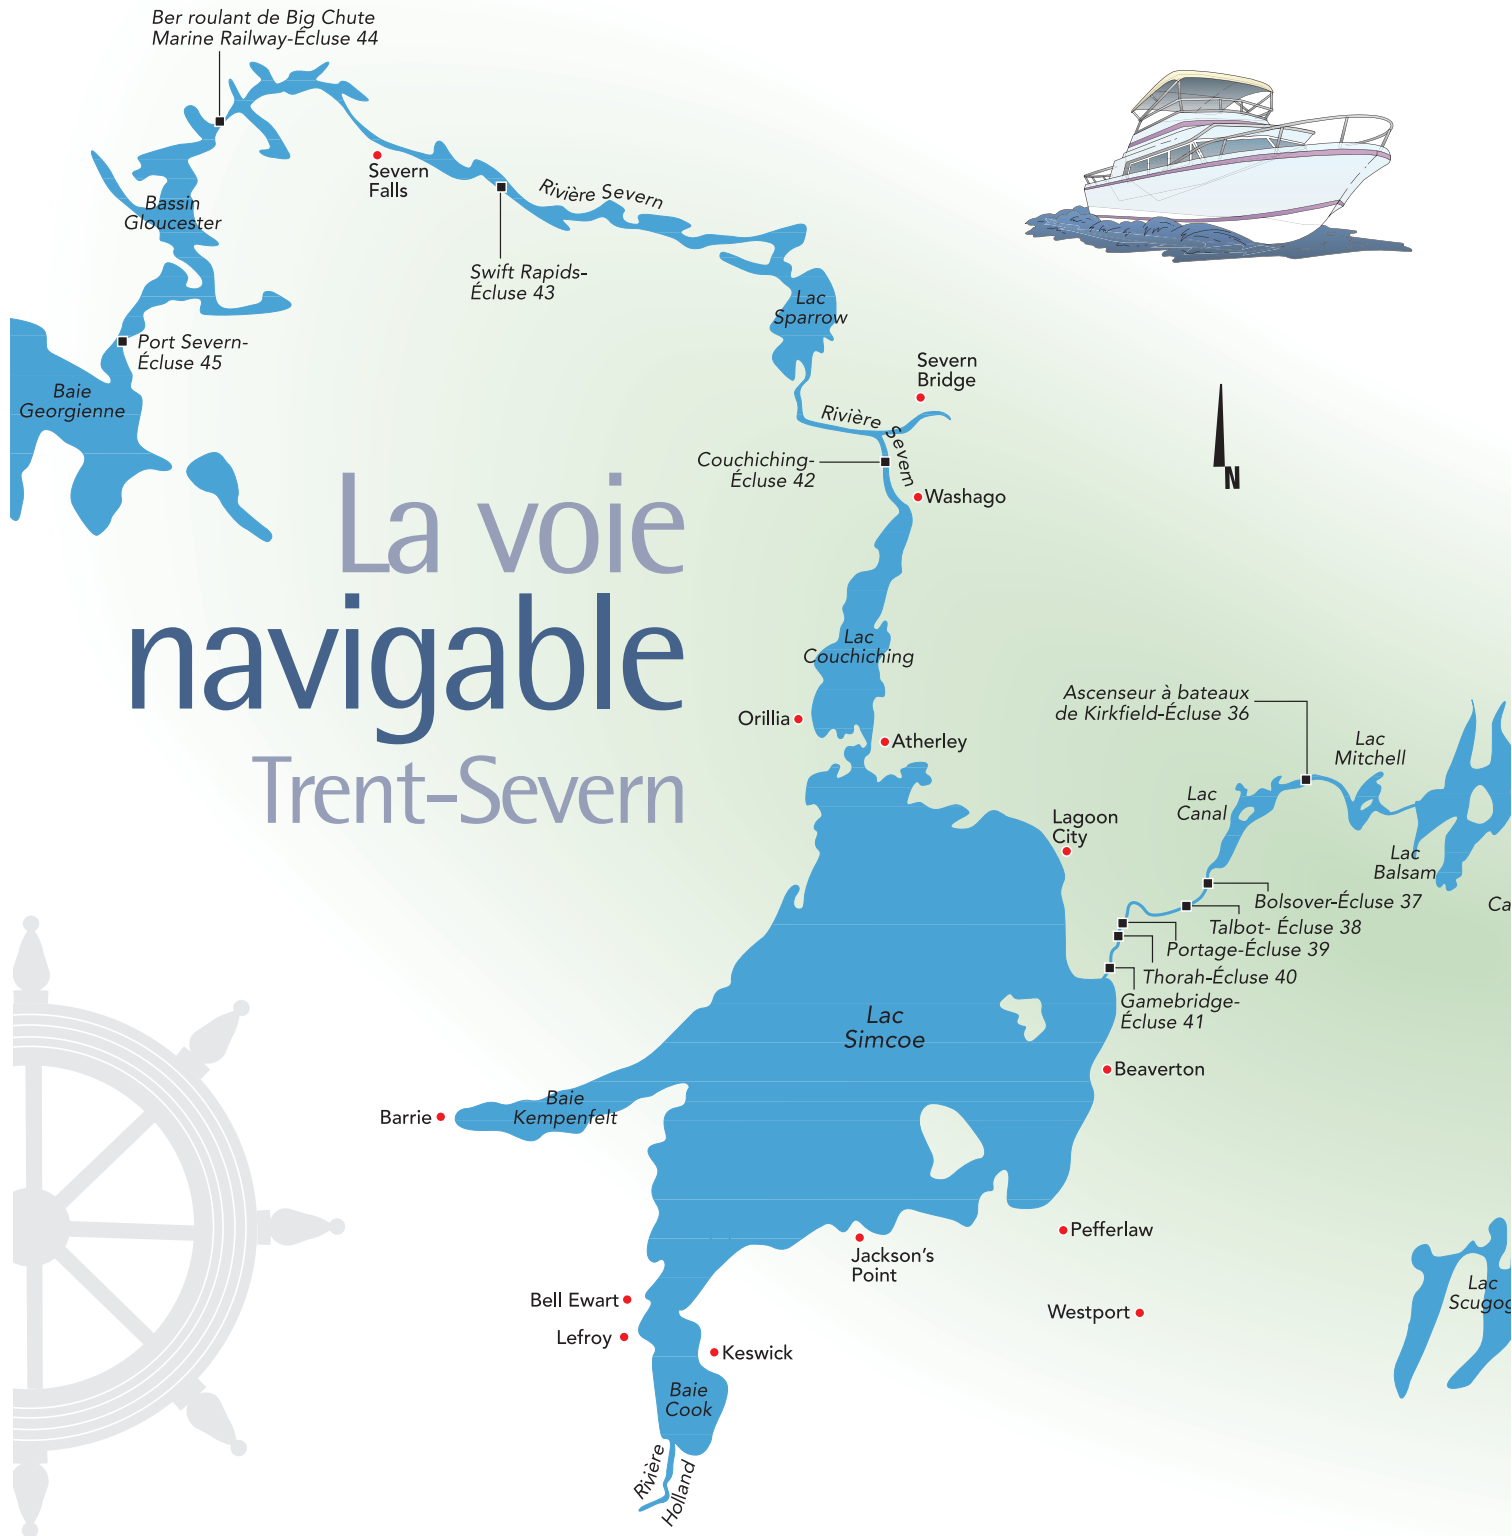 Ber roulant de Big Chute
Marine Railway-Écluse 44
Severn
Falls
Rivière Severn
Bassin
Gloucester
Swift Rapids-
Écluse 43
Lac
Sparrow
Port Severn-
Écluse 45
Baie
Georgienne
Severn
Bridge
Rivière Severn
Couchiching-
Écluse 42
Washago
N
La voie
navigable
Trent-Severn
Lac
Couchiching
Orillia
Atherley
Ascenseur à bateaux
de Kirkfield-Écluse 36
Lac
Mitchell
Lac
Canal
Lagoon
City
Lac
Balsam
Bolsover-Écluse 37
Ca
Talbot- Écluse 38
Portage-Écluse 39
Thorah-Écluse 40
Gamebridge-
Écluse 41
Lac
Simcoe
Beaverton
Baie
Kempenfelt
Barrie
Pefferlaw
Jackson's
Point
Bell Ewart
Westport
Lac
Scugog
Lefroy
Keswick
Baie
Cook
Rivière
Holland